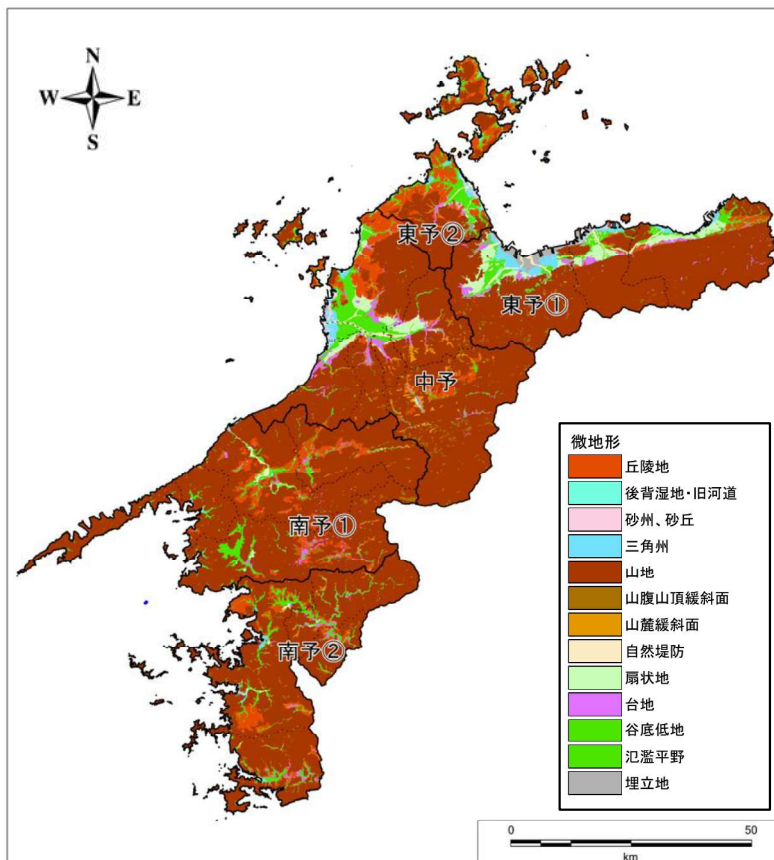 N
W E
S
東予②
東予①
中予
南予①
南予②
微地形
丘陵地
後背湿地・旧河道
砂州、砂丘
三角州
山地
山腹山頂緩斜面
山麓緩斜面
自然堤防
扇状地
台地
谷底低地
氾濫平野
埋立地
0 50
km